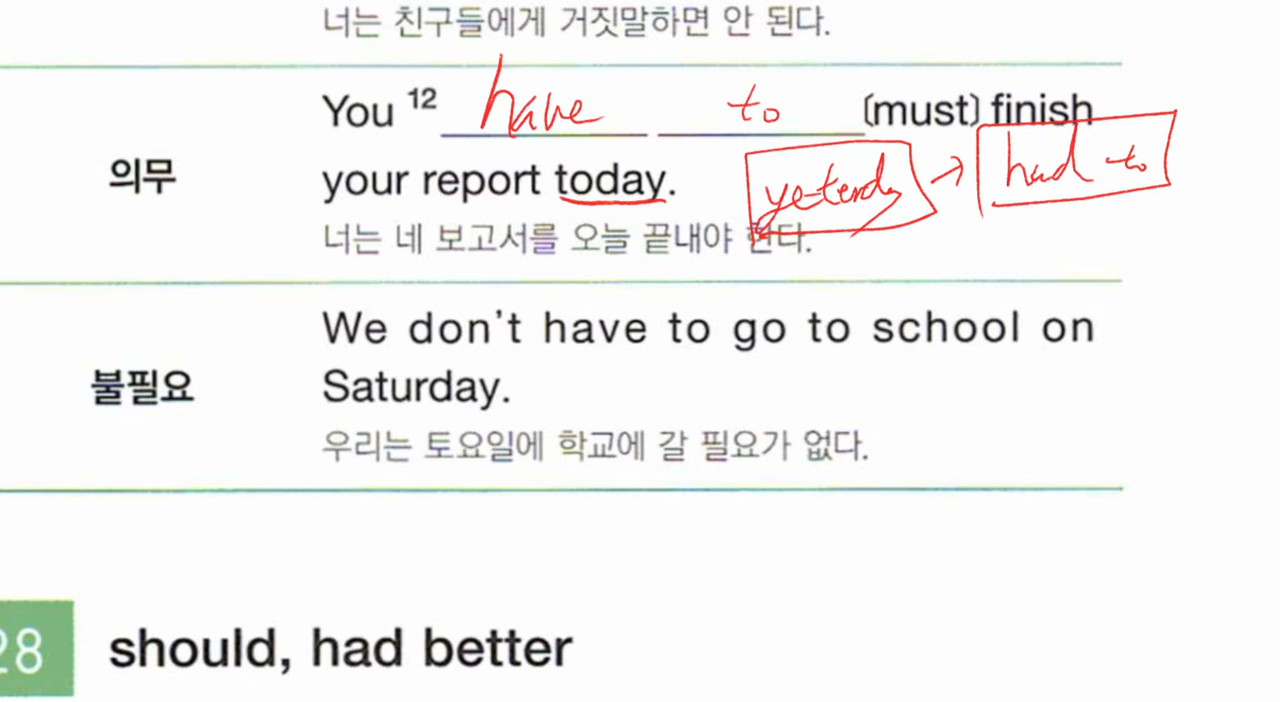 너는 친구들에게 거짓말하면 안 된다.
의무
You 12 have to (must) finish
your report today.
yesterday → had to
너는 네 보고서를 오늘 끝내야 한다.
불필요
We don't have to go to school on
Saturday.
우리는 토요일에 학교에 갈 필요가 없다.
28 should, had better